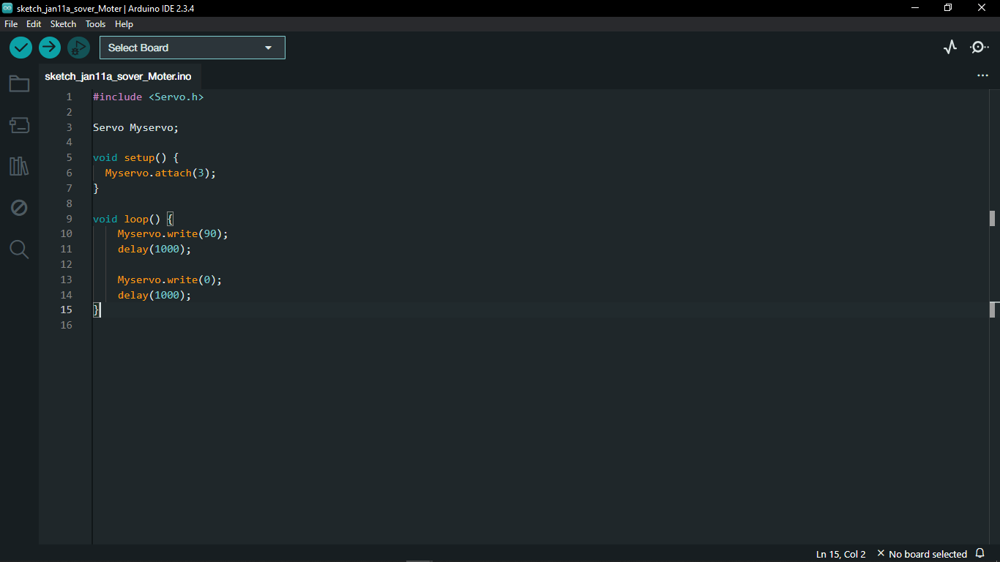 sketch_jan11a_sover_Moter | Arduino IDE 2.3.4
File Edit Sketch Tools Help
Select Board
sketch_jan11a_sover_Moter.ino
1 #include <Servo.h>
2
3 Servo Myservo;
4
5 void setup() {
6 Myservo.attach(3);
7 }
8
9 void loop() {
10 Myservo.write(90);
11 delay(1000);
12
13 Myservo.write(0);
14 delay(1000);
15 }
16
Ln 15, Col 2 × No board selected